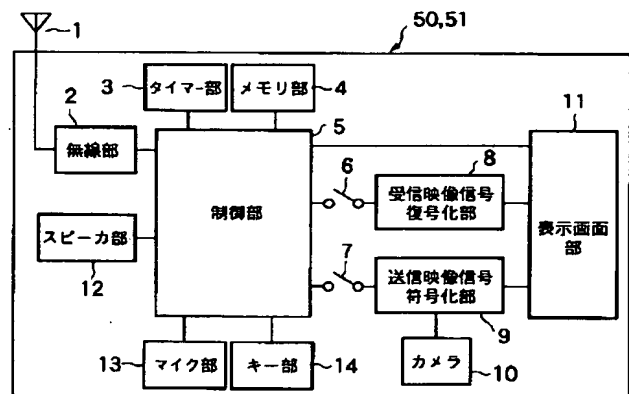 50,51
1
3
タイマー部
メモリ部
4
2
無線部
5
11
6
8
制御部
受信映像信号
復号化部
表示画面
部
スピーカ部
12
7
送信映像信号
符号化部
9
13
マイク部
キー部
14
カメラ
10